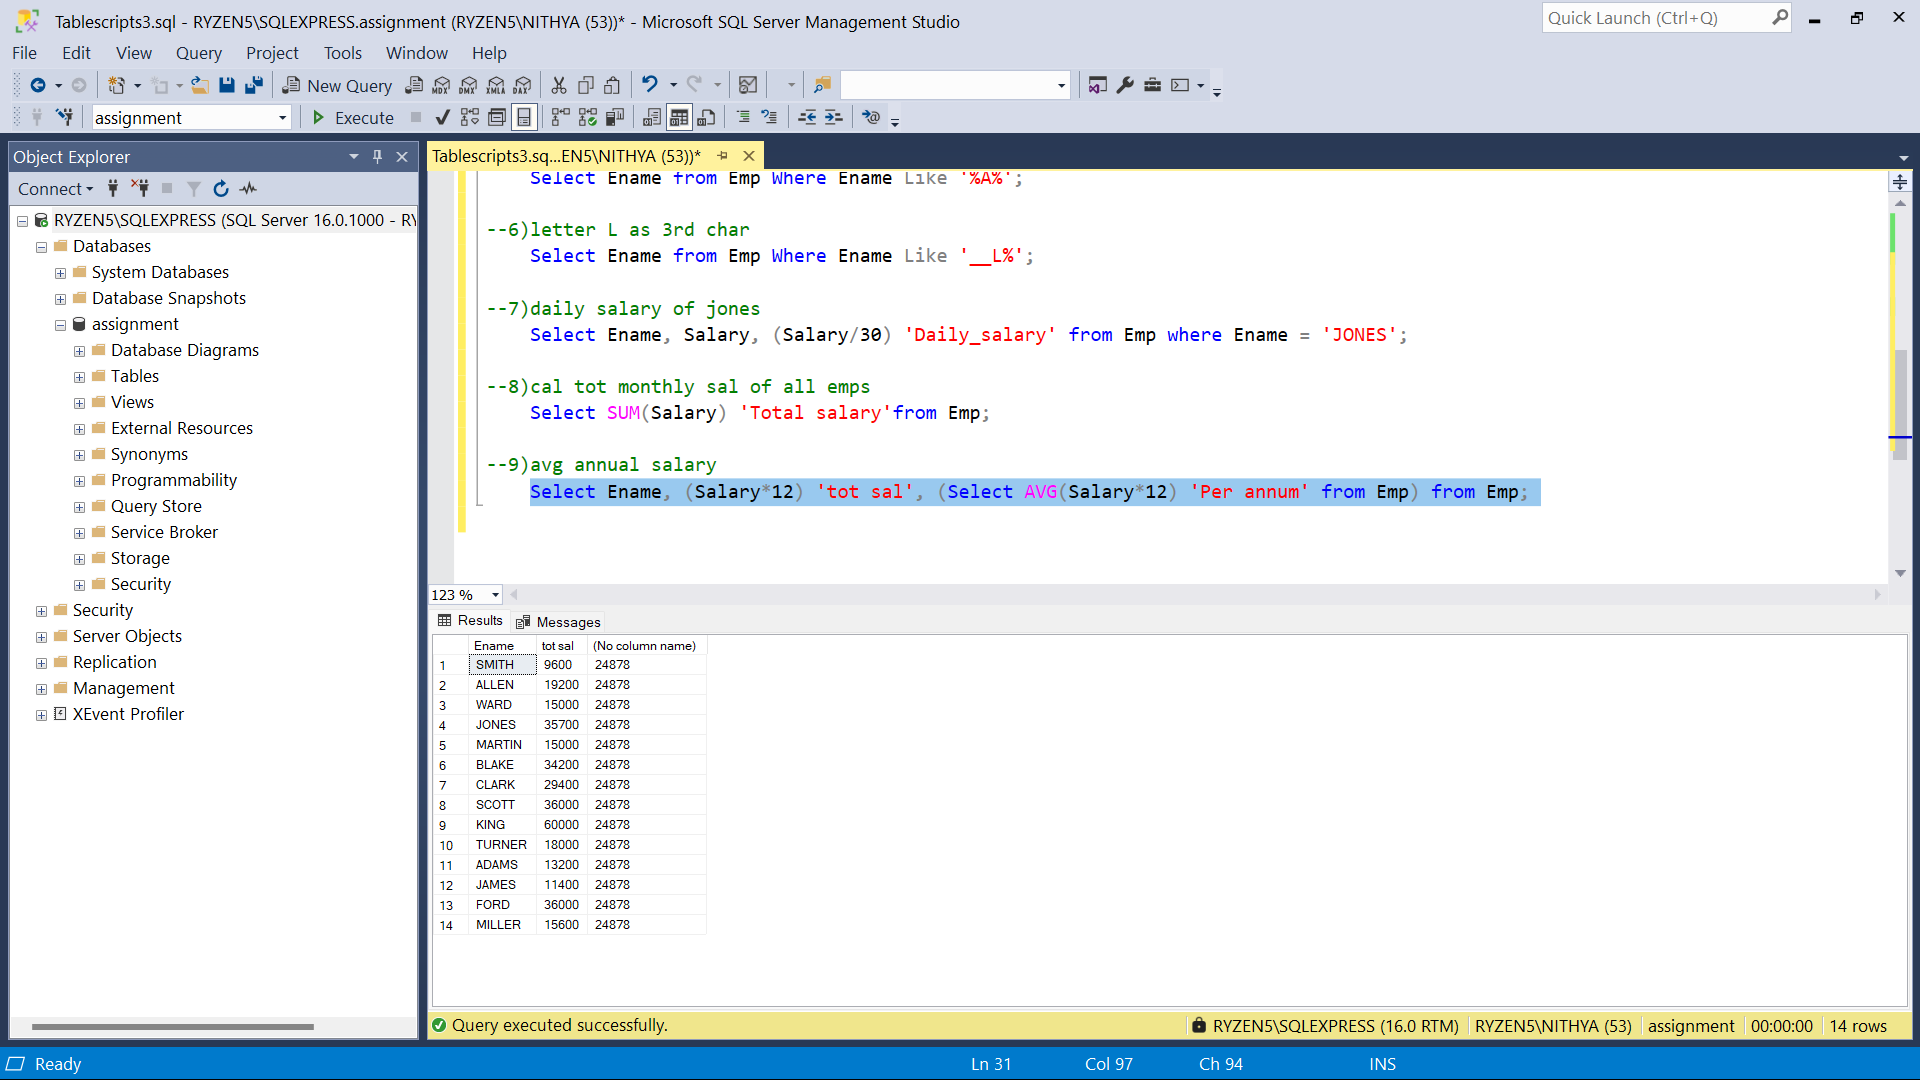 Tablescripts3.sql - RYZEN5\SQLEXPRESS.assignment (RYZEN5\NITHYA (53))* - Microsoft SQL Server Management Studio
Quick Launch (Ctrl+Q)
File Edit View Query Project Tools Window Help
New Query MDX DMX XMLA DAX
assignment Execute
Object Explorer
Connect
RYZEN5\SQLEXPRESS (SQL Server 16.0.1000 - RY
Databases
System Databases
Database Snapshots
assignment
Database Diagrams
Tables
Views
External Resources
Synonyms
Programmability
Query Store
Service Broker
Storage
Security
Security
Server Objects
Replication
Management
XEvent Profiler
Tablescripts3.sq...EN5\NITHYA (53))*
Select Ename from Emp Where Ename Like '%A%';
--6)letter L as 3rd char
Select Ename from Emp Where Ename Like '__L%';
--7)daily salary of jones
Select Ename, Salary, (Salary/30) 'Daily_salary' from Emp where Ename = 'JONES';
--8)cal tot monthly sal of all emps
Select SUM(Salary) 'Total salary'from Emp;
--9)avg annual salary
Select Ename, (Salary*12) 'tot sal', (Select AVG(Salary*12) 'Per annum' from Emp) from Emp;
123 %
Results Messages
Ename tot sal (No column name)
1 SMITH 9600 24878
2 ALLEN 19200 24878
3 WARD 15000 24878
4 JONES 35700 24878
5 MARTIN 15000 24878
6 BLAKE 34200 24878
7 CLARK 29400 24878
8 SCOTT 36000 24878
9 KING 60000 24878
10 TURNER 18000 24878
11 ADAMS 13200 24878
12 JAMES 11400 24878
13 FORD 36000 24878
14 MILLER 15600 24878
Query executed successfully.
RYZEN5\SQLEXPRESS (16.0 RTM) RYZEN5\NITHYA (53) assignment 00:00:00 14 rows
Ready Ln 31 Col 97 Ch 94 INS